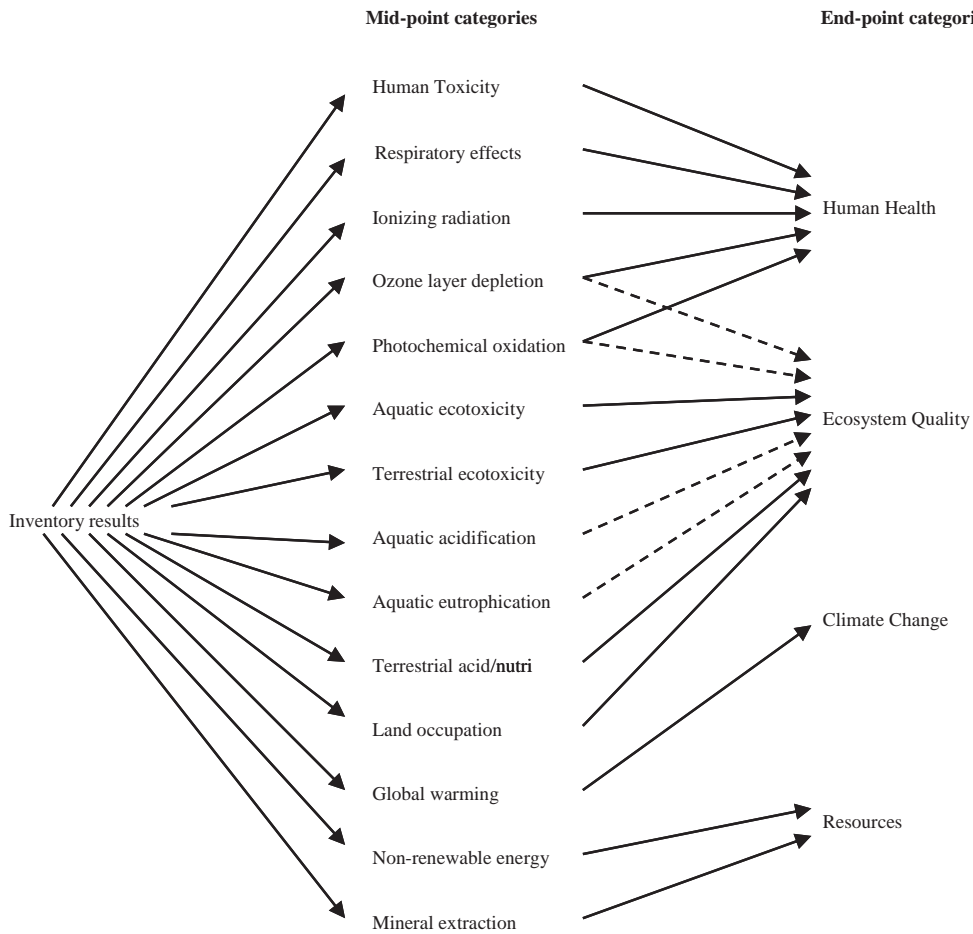 Mid-point categories
End-point categori
Human Toxicity
Respiratory effects
Human Health
Ionizing radiation
Ozone layer depletion
Photochemical oxidation
Aquatic ecotoxicity
Ecosystem Quality
Terrestrial ecotoxicity
Inventory results
Aquatic acidification
Aquatic eutrophication
Climate Change
Terrestrial acid/nutri
Land occupation
Global warming
Resources
Non-renewable energy
Mineral extraction